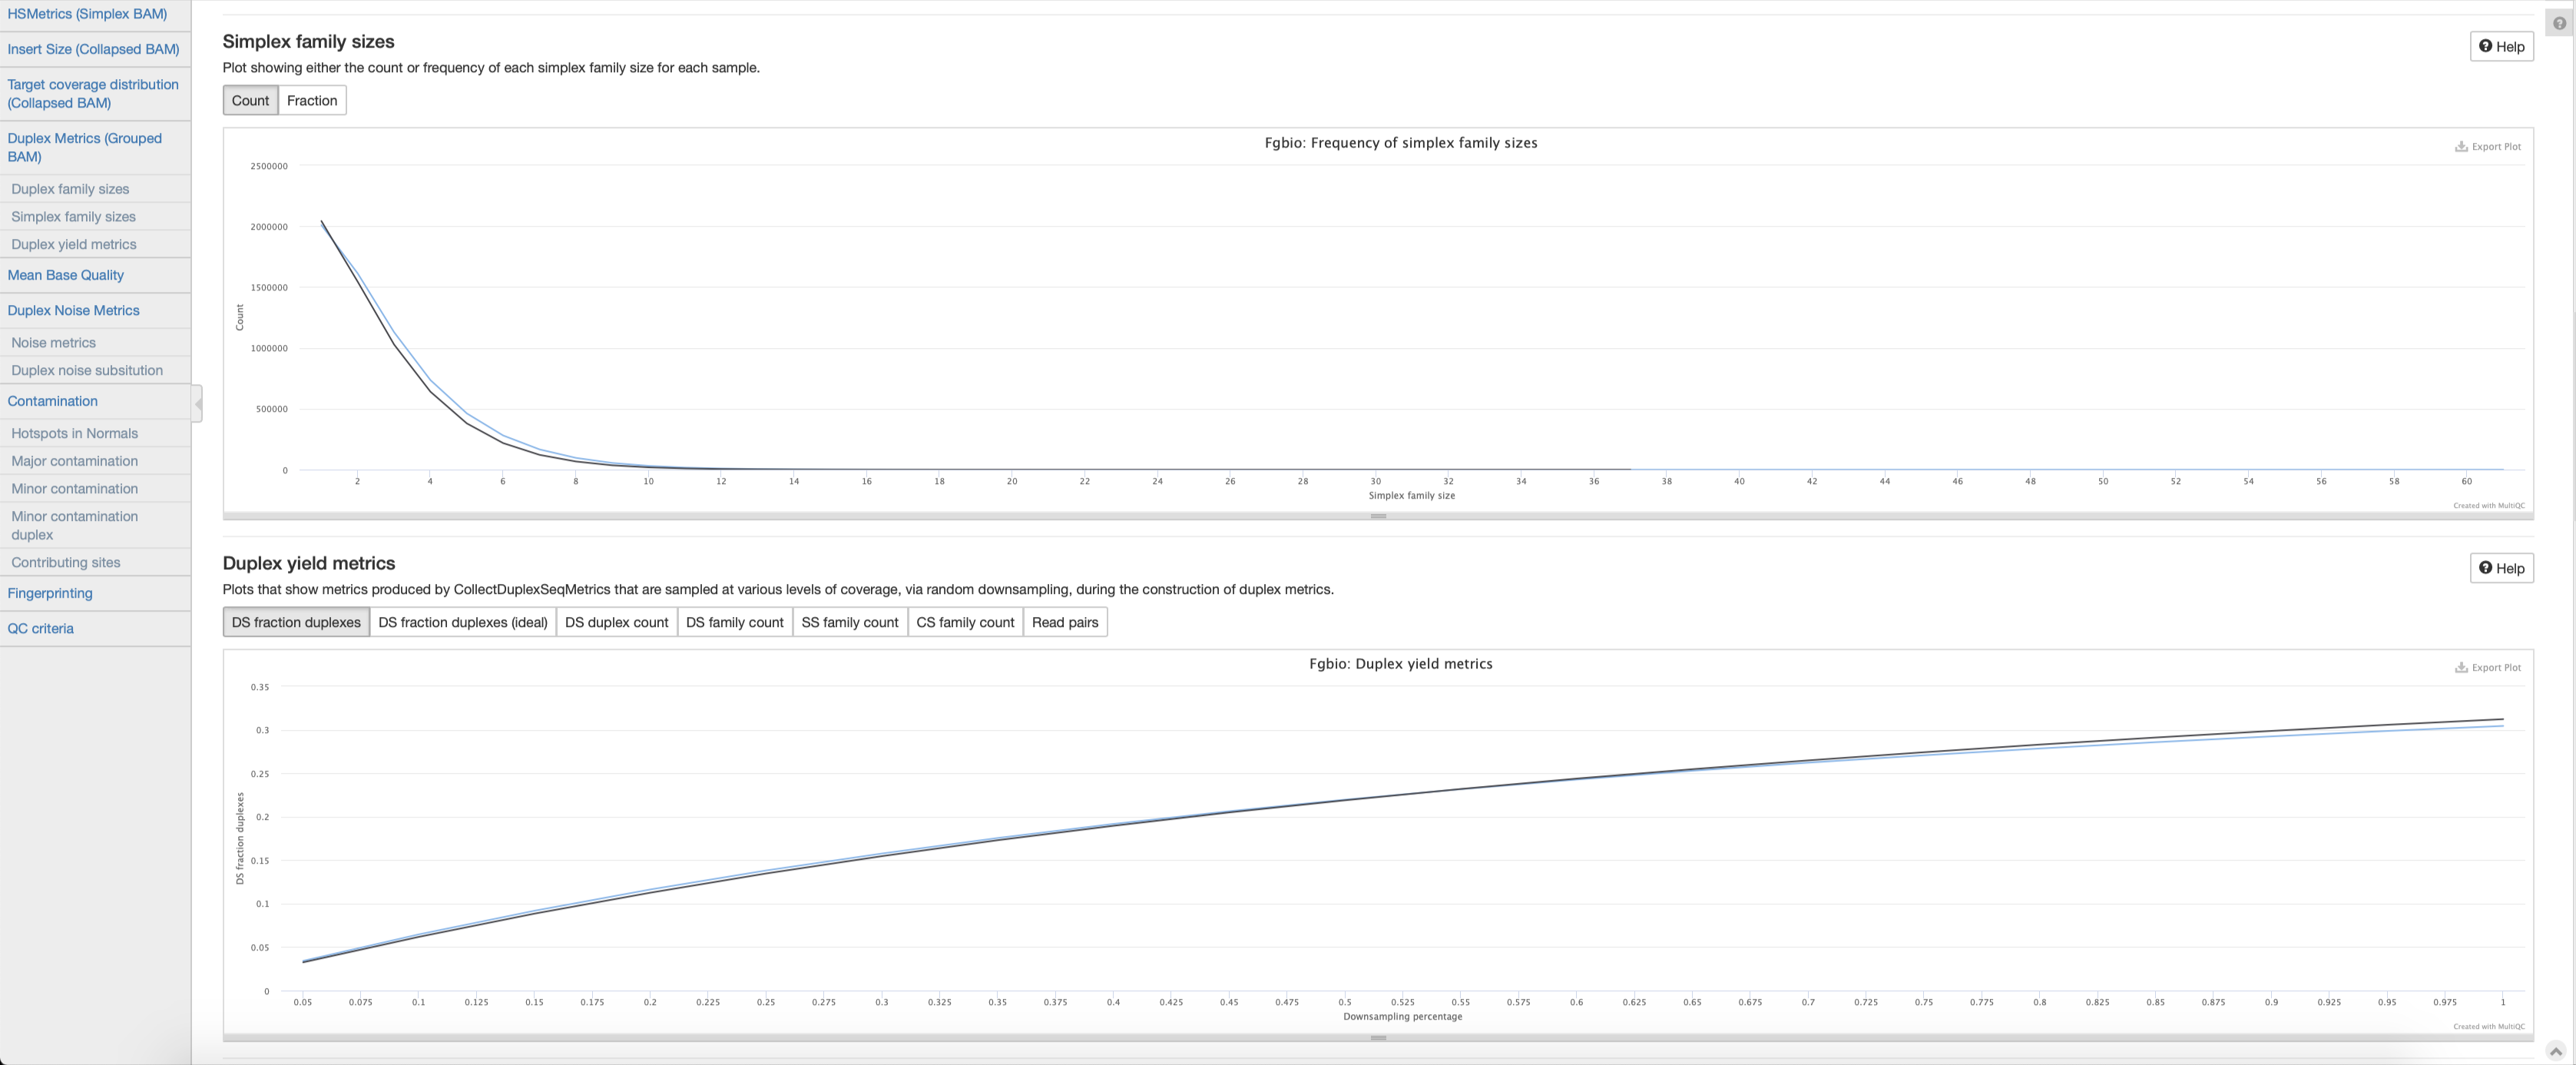 HSMetrics (Simplex BAM)
Insert Size (Collapsed BAM)
Target coverage distribution
(Collapsed BAM)
Duplex Metrics (Grouped
BAM)
Duplex family sizes
Simplex family sizes
Duplex yield metrics
Mean Base Quality
Duplex Noise Metrics
Noise metrics
Duplex noise subsitution
Contamination
Hotspots in Normals
Major contamination
Minor contamination
Minor contamination
duplex
Contributing sites
Fingerprinting
QC criteria
Simplex family sizes
Help
Plot showing either the count or frequency of each simplex family size for each sample.
Count Fraction
Fgbio: Frequency of simplex family sizes
Export Plot
2500000
2000000
1500000
1000000
500000
0
Count
2 4 6 8 10 12 14 16 18 20 22 24 26 28 30 32 34 36 38 40 42 44 46 48 50 52 54 56 58 60
Simplex family size
Created with MultiQC
Duplex yield metrics
Help
Plots that show metrics produced by CollectDuplexSeqMetrics that are sampled at various levels of coverage, via random downsampling, during the construction of duplex metrics.
DS fraction duplexes DS fraction duplexes (ideal) DS duplex count DS family count SS family count CS family count Read pairs
Fgbio: Duplex yield metrics
Export Plot
0.35
0.3
0.25
0.2
0.15
0.1
0.05
0
DS fraction duplexes
0.05 0.075 0.1 0.125 0.15 0.175 0.2 0.225 0.25 0.275 0.3 0.325 0.35 0.375 0.4 0.425 0.45 0.475 0.5 0.525 0.55 0.575 0.6 0.625 0.65 0.675 0.7 0.725 0.75 0.775 0.8 0.825 0.85 0.875 0.9 0.925 0.95 0.975 1
Downsampling percentage
Created with MultiQC